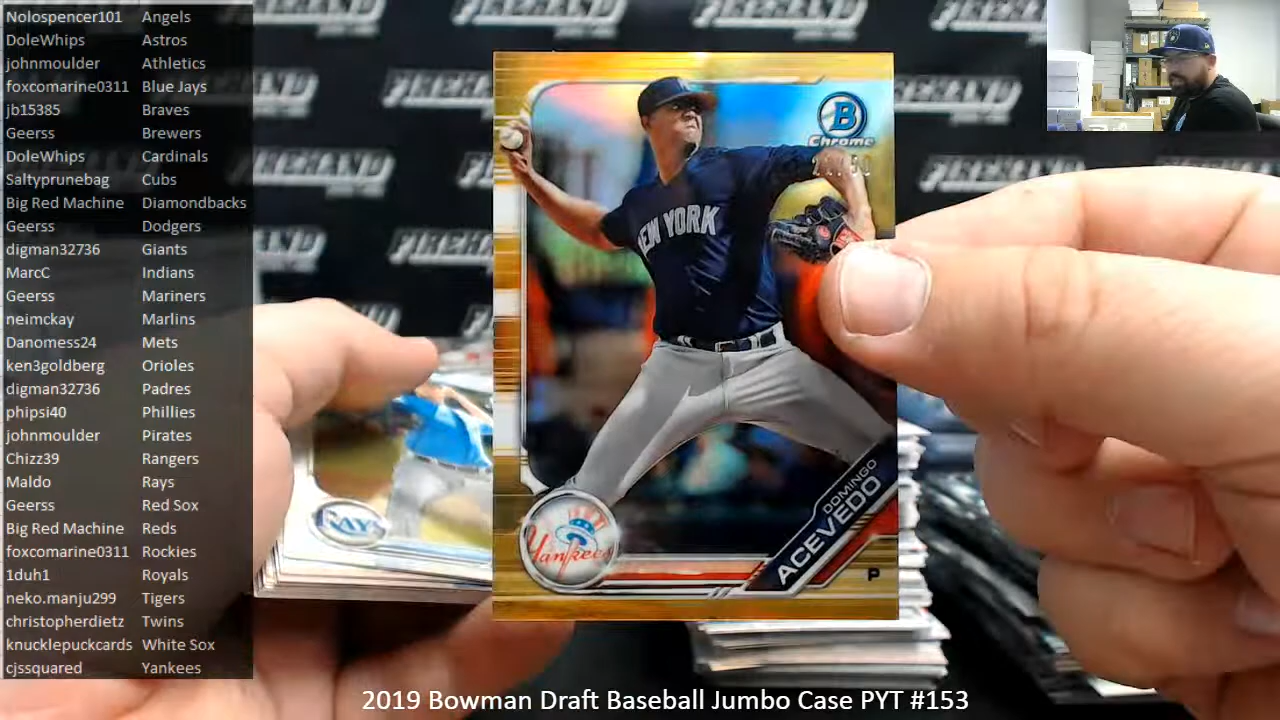 Nolospencer101 Angels
DoleWhips Astros
johnmoulder Athletics
foxcomarine0311 Blue Jays
jb15385 Braves
Geerss Brewers
DoleWhips Cardinals
Saltyprunebag Cubs
Big Red Machine Diamondbacks
Geerss Dodgers
digman32736 Giants
MarcC Indians
Geerss Mariners
neimckay Marlins
Danomess24 Mets
ken3goldberg Orioles
digman32736 Padres
phipsi40 Phillies
johnmoulder Pirates
Chizz39 Rangers
Maldo Rays
Geerss Red Sox
Big Red Machine Reds
foxcomarine0311 Rockies
1duh1 Royals
neko.manju299 Tigers
christopherdietz Twins
knucklepuckcards White Sox
cjssquared Yankees
FIREHAND
B
Chrome
NEW YORK
Yankees
DOMINGO
ACEVEDO
P
RAYS
2019 Bowman Draft Baseball Jumbo Case PYT #153